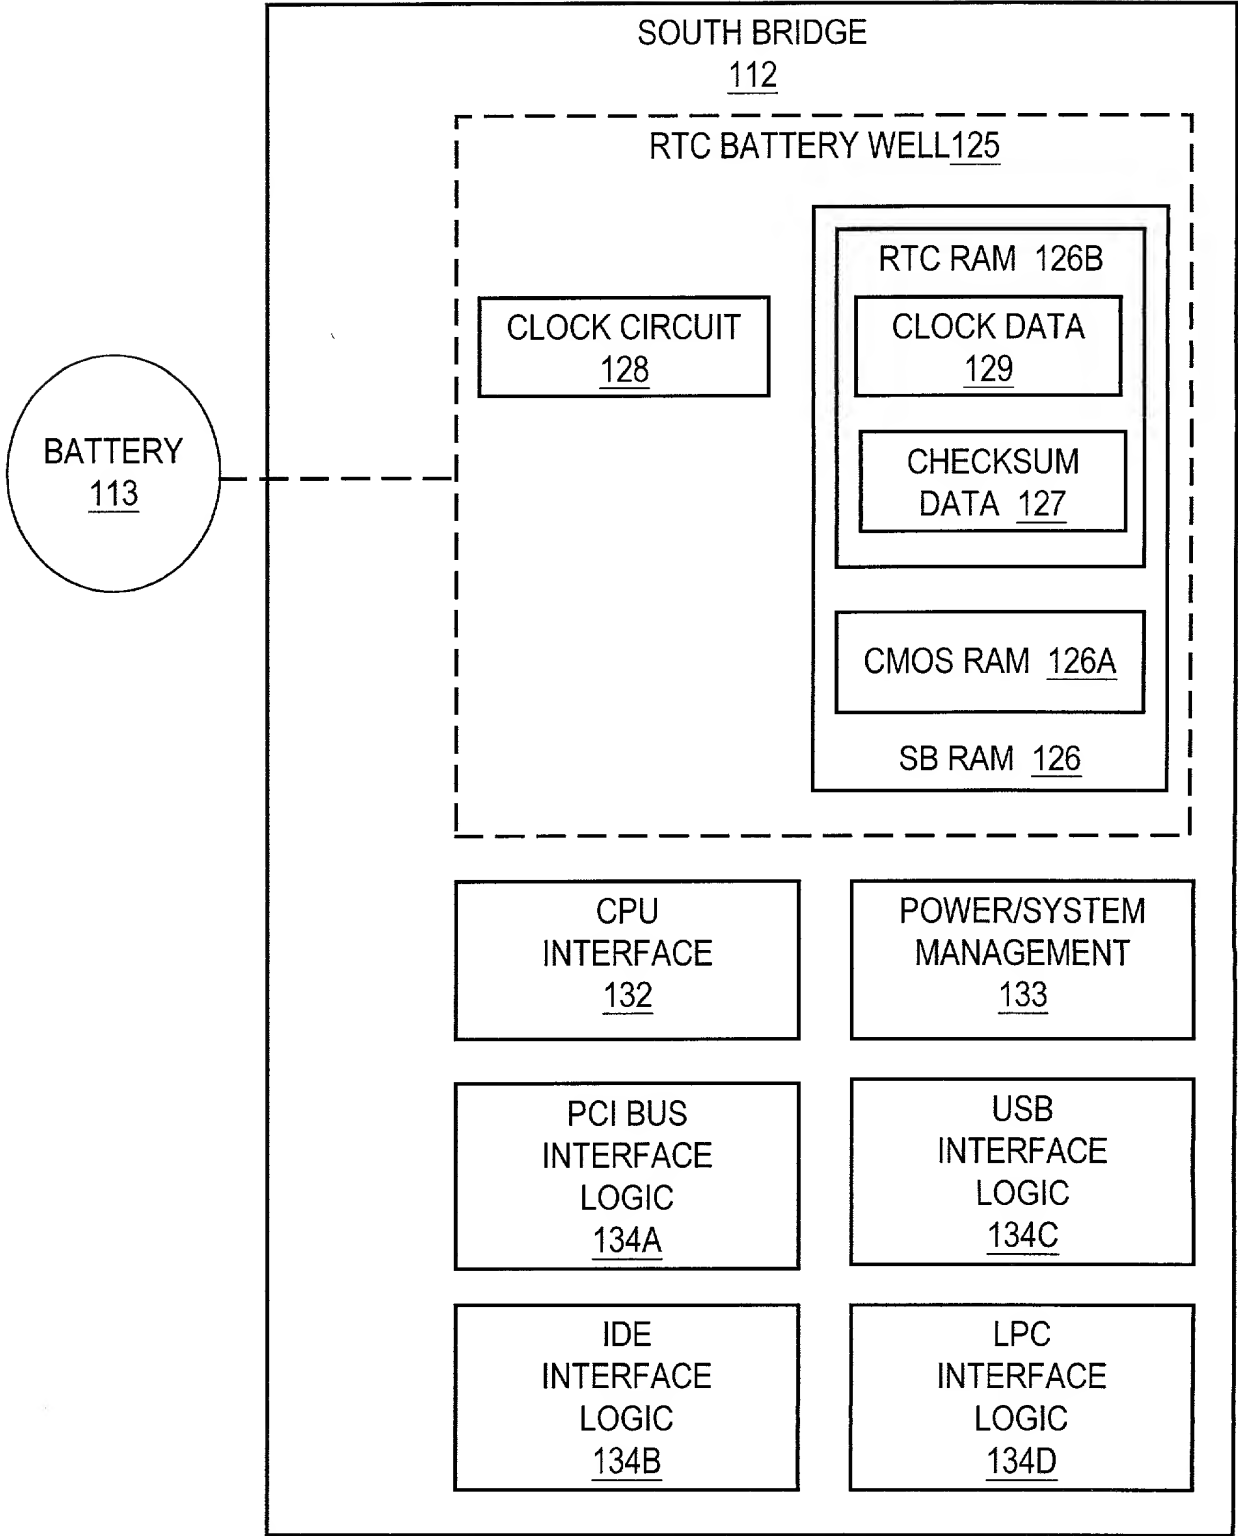 SOUTH BRIDGE
112
RTC BATTERY WELL125
RTC RAM 126B
CLOCK CIRCUIT
128
CLOCK DATA
129
BATTERY
113
CHECKSUM
DATA 127
CMOS RAM 126A
SB RAM 126
CPU
INTERFACE
132
POWER/SYSTEM
MANAGEMENT
133
PCI BUS
INTERFACE
LOGIC
134A
USB
INTERFACE
LOGIC
134C
IDE
INTERFACE
LOGIC
134B
LPC
INTERFACE
LOGIC
134D